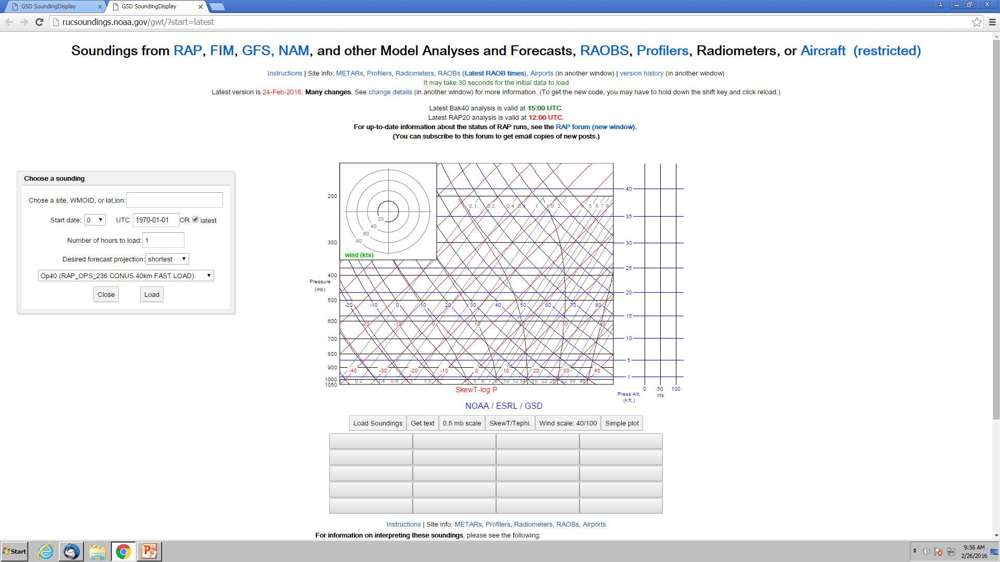 GSD SoundingDisplay
GSD SoundingDisplay
rucsoundings.noaa.gov/gwt/?start=latest
Soundings from RAP, FIM, GFS, NAM, and other Model Analyses and Forecasts, RAOBS, Profilers, Radiometers, or Aircraft (restricted)
Instructions | Site info: METARs, Profilers, Radiometers, RAOBs (Latest RAOB times), Airports (in another window) | version history (in another window)
It may take 30 seconds for the initial data to load
Latest version is 24-Feb-2016. Many changes. See change details (in another window) for more information. (To get the new code, you may have to hold down the shift key and click reload.)
Latest Bak40 analysis is valid at 15:00 UTC.
Latest RAP20 analysis is valid at 12:00 UTC.
For up-to-date information about the status of RAP runs, see the RAP forum (new window).
(You can subscribe to this forum to get email copies of new posts.)
Choose a sounding
Chose a site, WMOID, or lat,lon:
Start date: 0 UTC 1970-01-01 OR latest
Number of hours to load: 1
Desired forecast projection: shortest
Op40 (RAP_OPS_236 CONUS 40km FAST LOAD)
Close Load
20
40
60
80
wind (kts)
Pressure
(mb)
200
300
400
500
600
700
800
900
1000
1050
0.1 0.2 0.4 0.6 1 1.5 2 4 5 6 7 8
-20 -10 0 10 20 30 40 50 60 70 80
-20 -10 0 10 20 30 40
-40 -30 -20 -10 0 10 20 30 40
0.2 0.4 0.6 1 1.5 2 4 5 6 7 8 10 12 14 18 22 26 32 38 46
40
35
30
25
20
15
10
5
1
0 50 100
kts
Press Alt.
(Kft.)
SkewT-log P
NOAA / ESRL / GSD
Load Soundings Get text 0.5 mb scale SkewT/Tephi. Wind scale: 40/100 Simple plot
Instructions | Site info: METARs, Profilers, Radiometers, RAOBs, Airports
For information on interpreting these soundings, please see the following:
Start
9:56 AM
2/26/2016